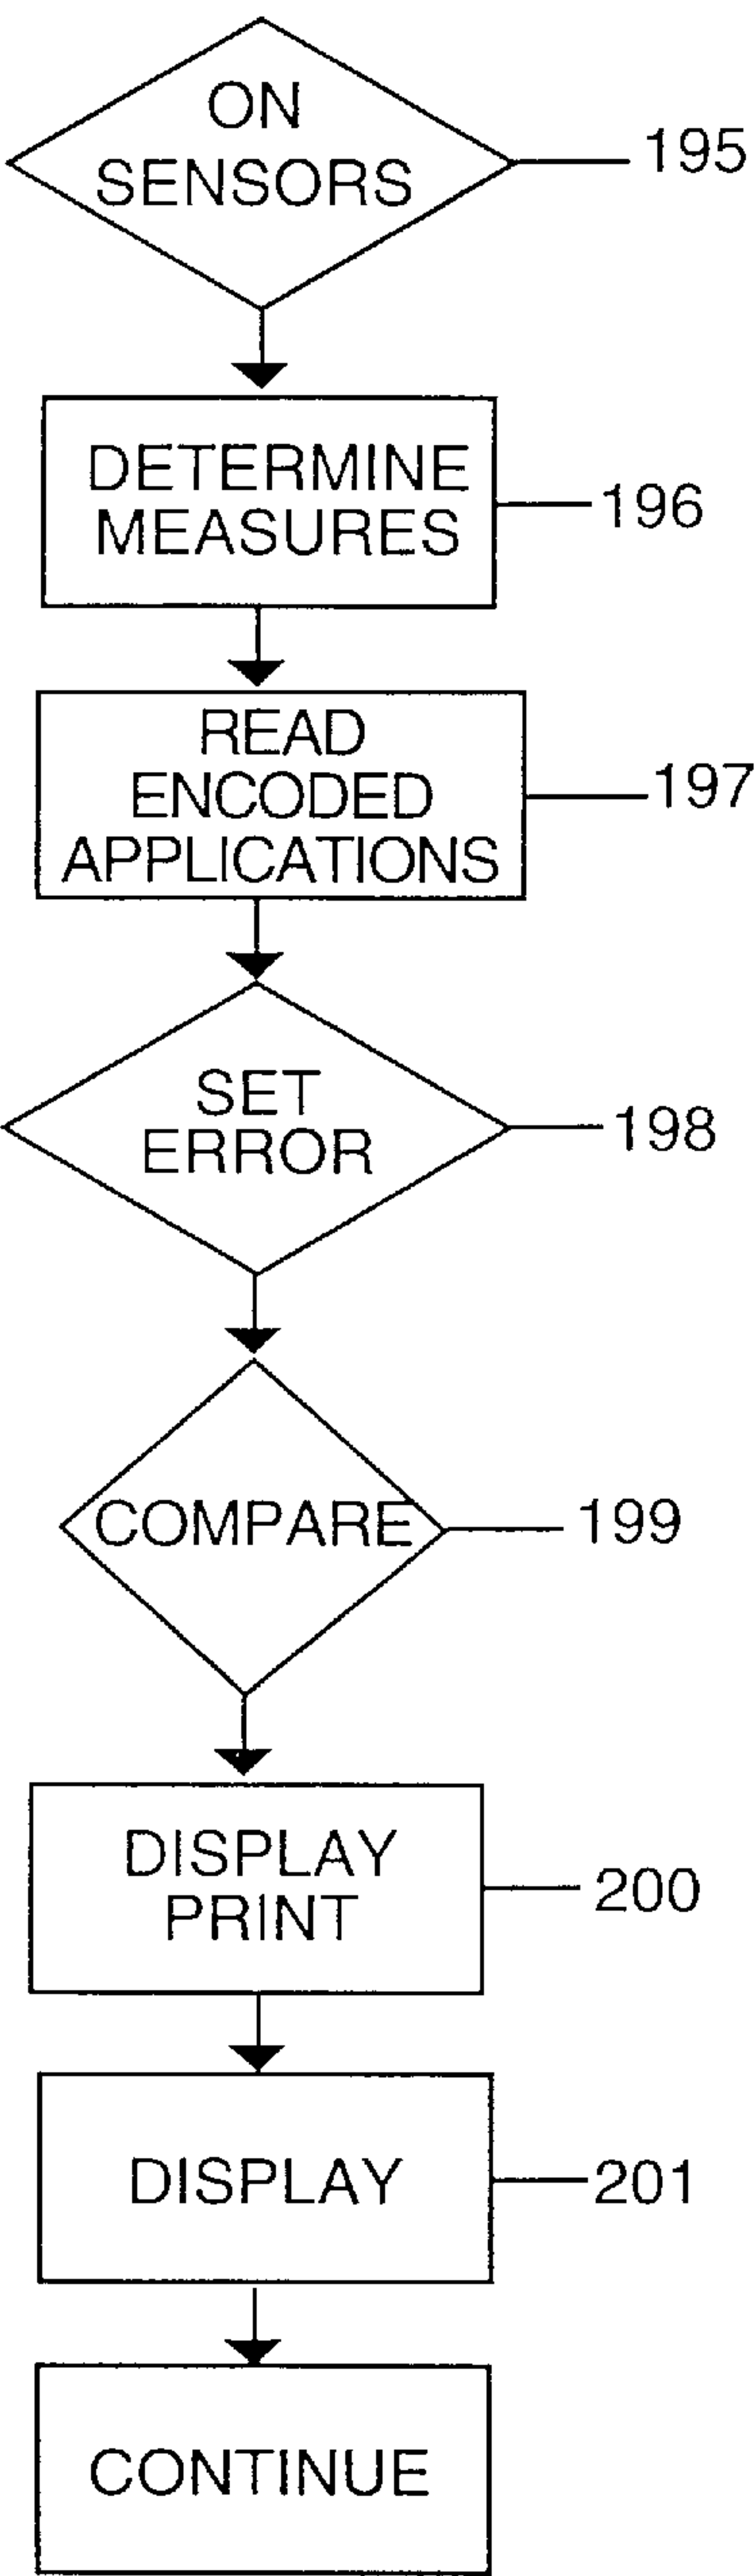 ON
SENSORS
195
DETERMINE
MEASURES
196
READ
ENCODED
APPLICATIONS
197
SET
ERROR
198
COMPARE
199
DISPLAY
PRINT
200
DISPLAY
201
CONTINUE